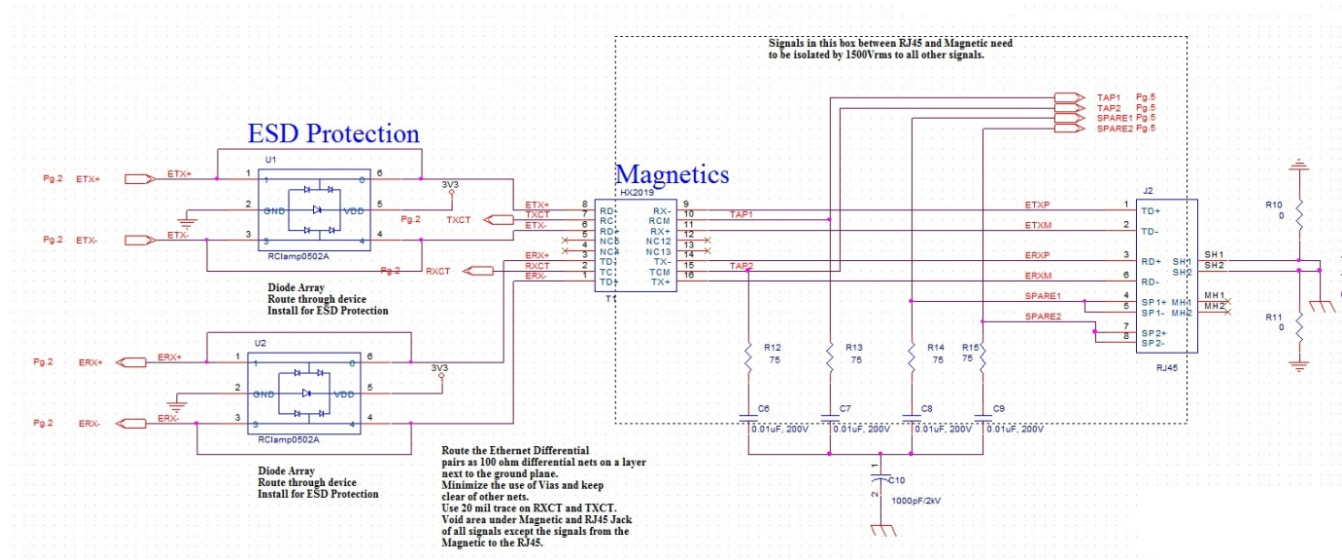 Signals in this box between RJ45 and Magnetic need
to be isolated by 1500Vrms to all other signals.
TAP1 Pg.5
TAP2 Pg.5
SPARE1 Pg.5
SPARE2 Pg.5
ESD Protection
U1
Pg.2 ETX+ ETX+ 1 1 6 6
2 GND VDD 5
3V3
Pg.2 ETX- ETX- 3 3 4 4
RClamp0502A
Pg.2 TXCT
Pg.2 RXCT
Diode Array
Route through device
Install for ESD Protection
Magnetics
HX2019
ETX+ 8 RD- RX- 9
TXCT 7 RC RCM 10 TAP1
ETX- 6 RD+ RX+ 11
5 NC5 NC12 12
4 NC4 NC13 13
ERX+ 3 TD- TX- 14
RXCT 2 TC TCM 15 TAP2
ERX- 1 TD+ TX+ 16
T1
J2
ETXP 1 TD+
ETXM 2 TD-
ERXP 3 RD+ SH1 SH1
SH2 SH2
ERXM 6 RD-
SPARE1 4 SP1+ MH1 MH1
5 SP1- MH2 MH2
SPARE2 7 SP2+
8 SP2-
RJ45
R10
0
R11
0
U2
Pg.2 ERX+ ERX+ 1 1 6 6
2 GND VDD 5
3V3
Pg.2 ERX- ERX- 3 3 4 4
RClamp0502A
Diode Array
Route through device
Install for ESD Protection
R12
75
R13
75
R14
75
R15
75
C6
0.01uF, 200V
C7
0.01uF, 200V
C8
0.01uF, 200V
C9
0.01uF, 200V
1
C10
2
1000pF/2kV
Route the Ethernet Differential
pairs as 100 ohm differential nets on a layer
next to the ground plane.
Minimize the use of Vias and keep
clear of other nets.
Use 20 mil trace on RXCT and TXCT.
Void area under Magnetic and RJ45 Jack
of all signals except the signals from the
Magnetic to the RJ45.